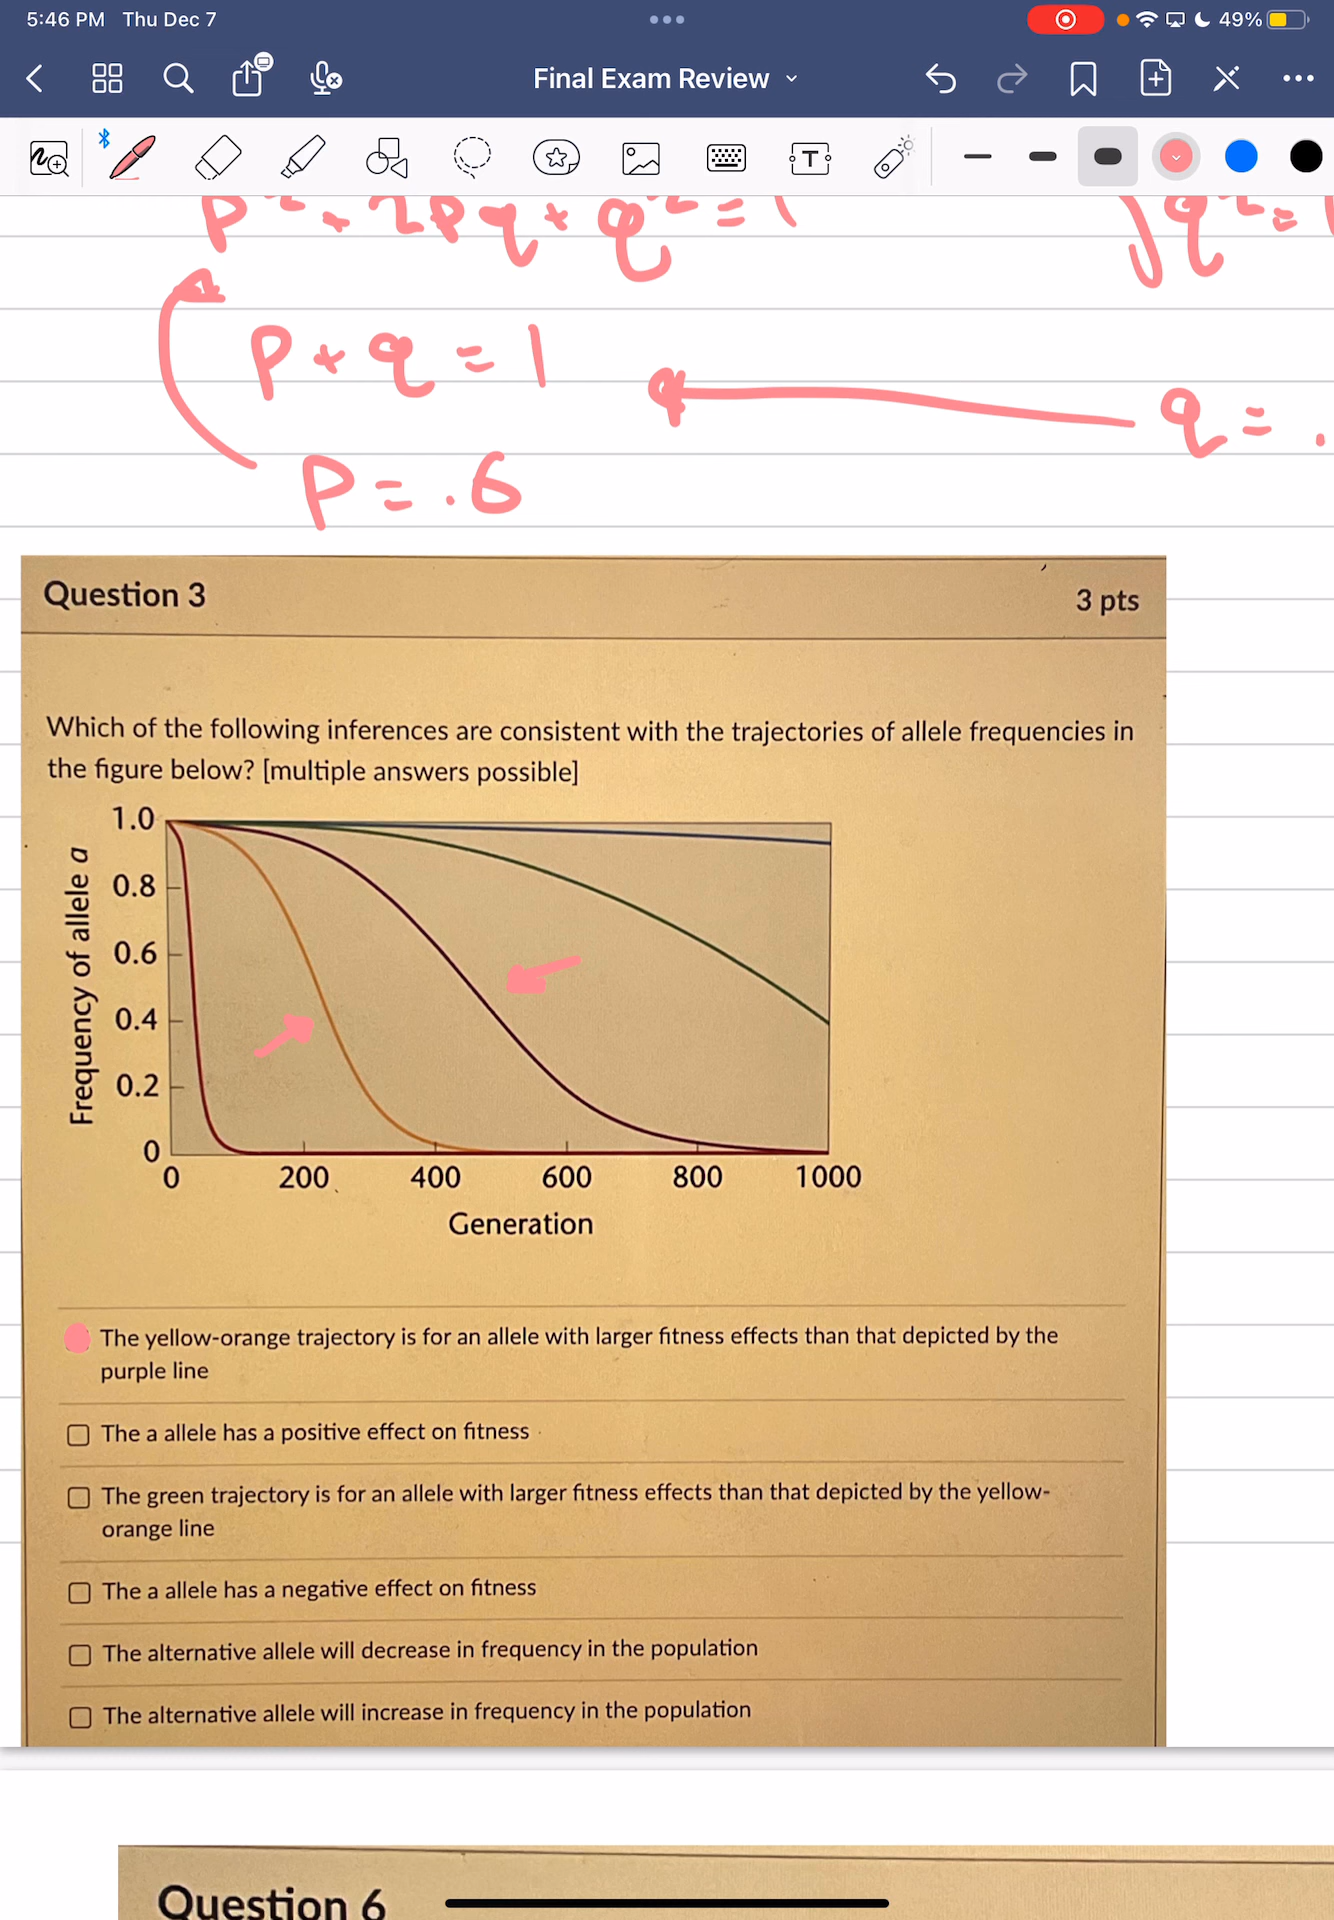 5:46 PM Thu Dec 7
49%
Final Exam Review
T
p² + 2pq + q² = 1
√q² =
p + q = 1
q = .
p = .6
Question 3
3 pts
Which of the following inferences are consistent with the trajectories of allele frequencies in
the figure below? [multiple answers possible]
Frequency of allele a
1.0
0.8
0.6
0.4
0.2
0
0 200 400 600 800 1000
Generation
The yellow-orange trajectory is for an allele with larger fitness effects than that depicted by the
purple line
The a allele has a positive effect on fitness
The green trajectory is for an allele with larger fitness effects than that depicted by the yellow-
orange line
The a allele has a negative effect on fitness
The alternative allele will decrease in frequency in the population
The alternative allele will increase in frequency in the population
Question 6